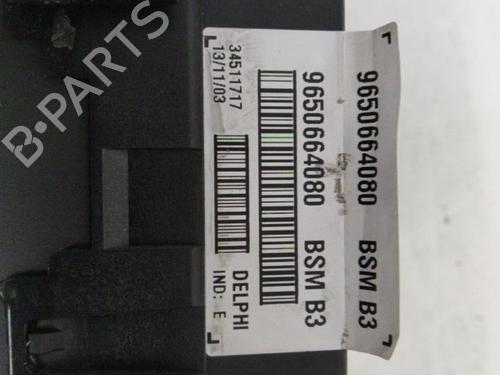 9650664080 BSM B3
9650664080 BSM B3
34511717
13/11/03
DELPHI
IND: E
B-PARTS